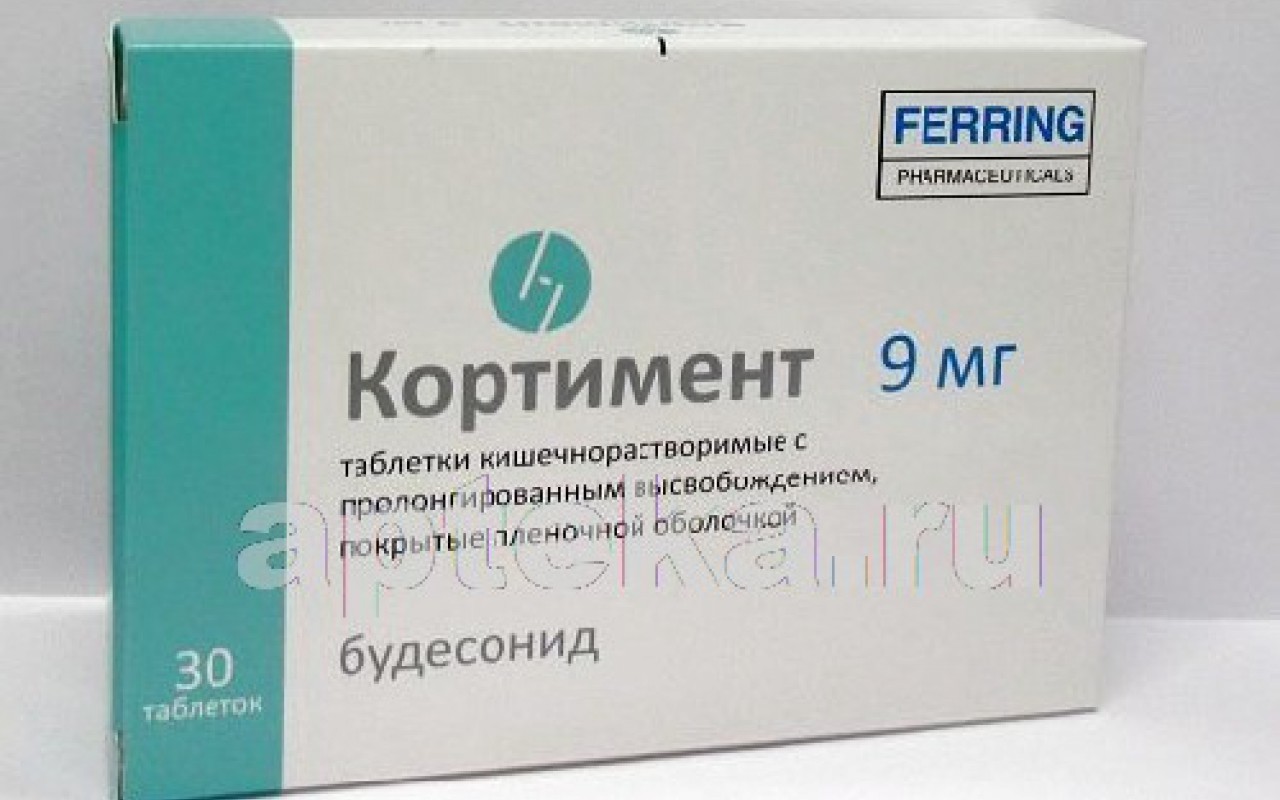 FERRING
PHARMACEUTICALS
Кортимент 9 мг
таблетки кишечнорастворимые с
пролонгированным высвобождением,
покрытые пленочной оболочкой
apteka.ru
будесонид
30
таблеток